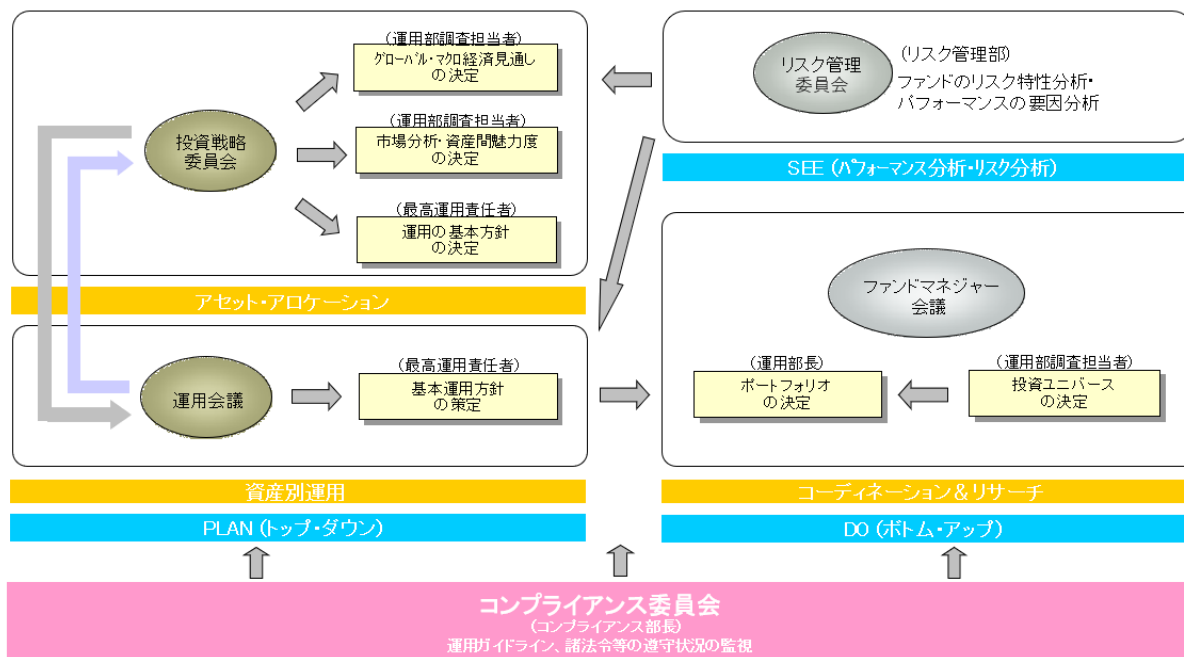 (運用部調査担当者)
グローバル・マクロ経済見通し
の決定
投資戦略
委員会
(運用部調査担当者)
市場分析・資産間魅力度
の決定
(最高運用責任者)
運用の基本方針
の決定
アセット・アロケーション
リスク管理
委員会
(リスク管理部)
ファンドのリスク特性分析・
パフォーマンスの要因分析
SEE (パフォーマンス分析・リスク分析)
運用会議
(最高運用責任者)
基本運用方針
の策定
資産別運用
PLAN (トップ・ダウン)
ファンドマネジャー
会議
(運用部長)
ポートフォリオ
の決定
(運用部調査担当者)
投資ユニバース
の決定
コーディネーション&リサーチ
DO (ボトム・アップ)
コンプライアンス委員会
(コンプライアンス部長)
運用ガイドライン、諸法令等の遵守状況の監視